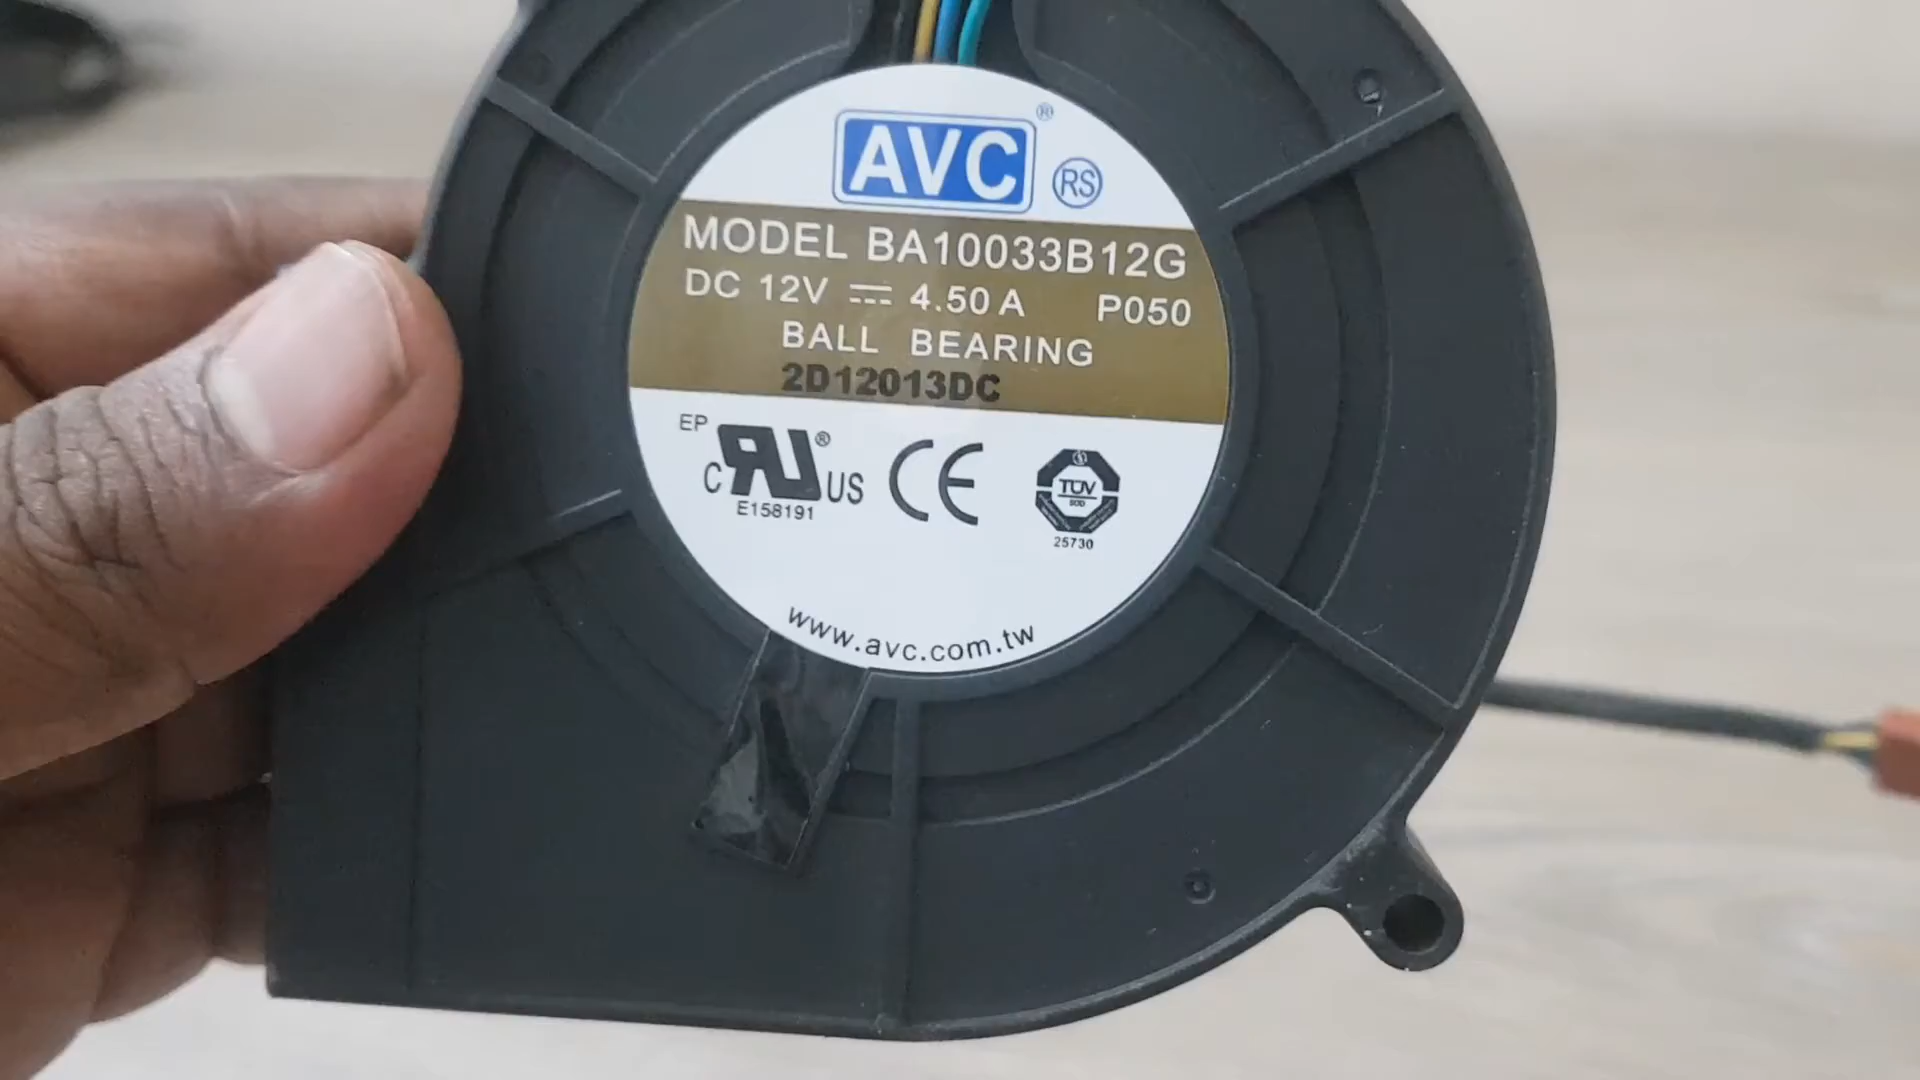 AVC ®
RS
MODEL BA10033B12G
DC 12V ⎓ 4.50 A P050
BALL BEARING
2D12013DC
EP
C RU ® US CE TÜV
E158191
25730
www.avc.com.tw